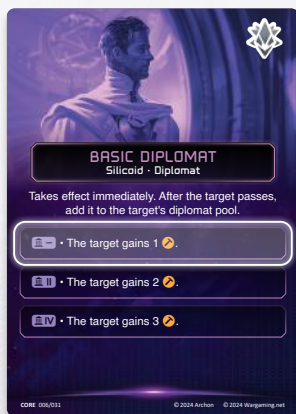 BASIC DIPLOMAT
Silicoid · Diplomat
Takes effect immediately. After the target passes,
add it to the target's diplomat pool.
– • The target gains 1 .
II • The target gains 2 .
IV • The target gains 3 .
CORE 006/031 © 2024 Archon © 2024 Wargaming.net